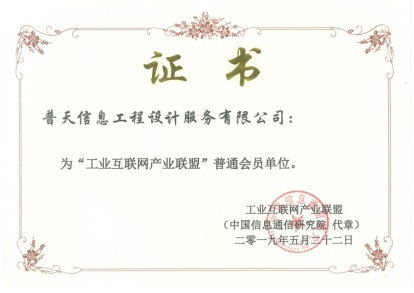 证书
普天信息工程设计服务有限公司：
为“工业互联网产业联盟”普通会员单位。
工业互联网产业联盟
（中国信息通信研究院 代章）
二零一九年五月二十二日